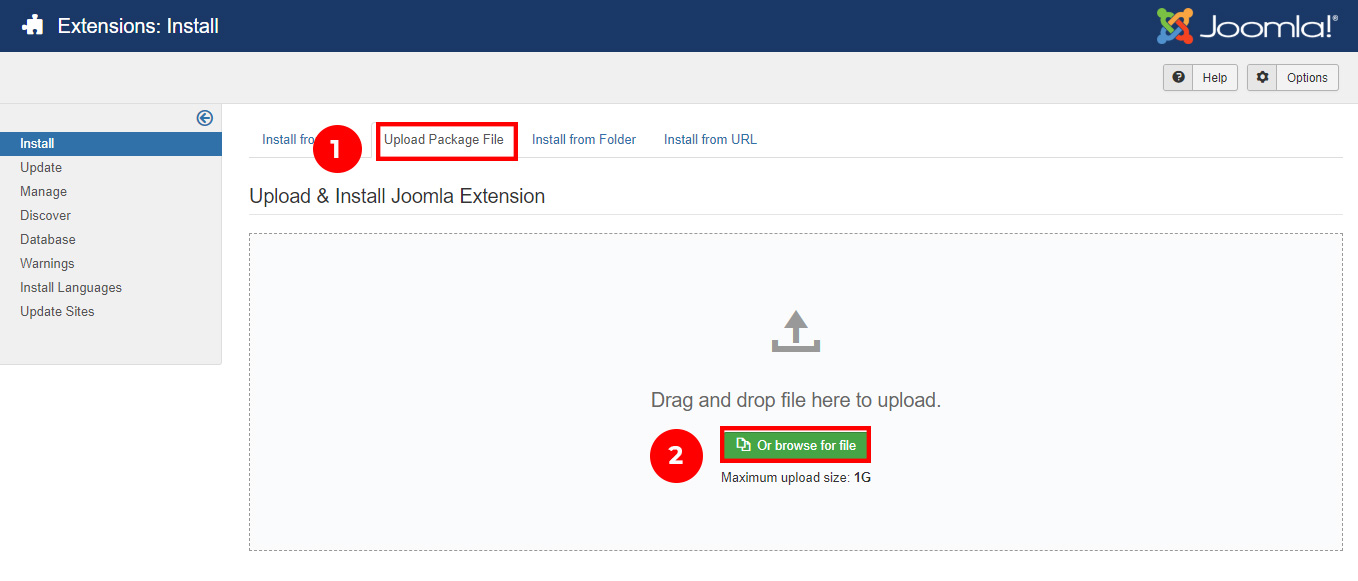 Extensions: Install
Joomla!®
Help
Options
Install
Update
Manage
Discover
Database
Warnings
Install Languages
Update Sites
Install fro
1
Upload Package File
Install from Folder
Install from URL
Upload & Install Joomla Extension
Drag and drop file here to upload.
2
Or browse for file
Maximum upload size: 1G